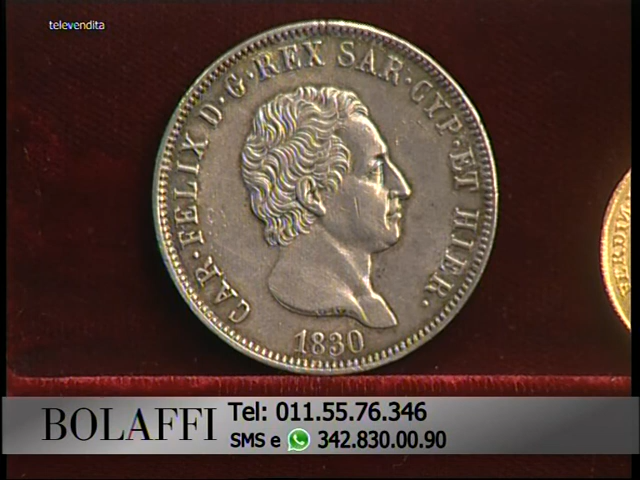 televendita
CAR·FELIX D·G·REX SAR·CYP·ET HIER·
1830
FERDIN
BOLAFFI
Tel: 011.55.76.346
SMS e 342.830.00.90